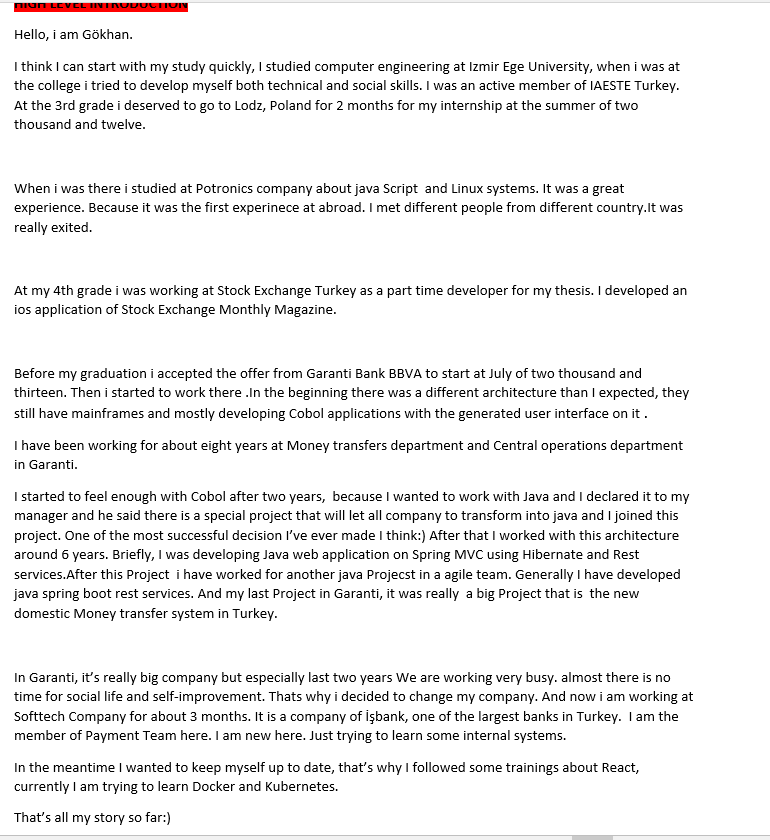 HIGH LEVEL INTRODUCTION
Hello, i am Gökhan.
I think I can start with my study quickly, I studied computer engineering at Izmir Ege University, when i was at
the college i tried to develop myself both technical and social skills. I was an active member of IAESTE Turkey.
At the 3rd grade i deserved to go to Lodz, Poland for 2 months for my internship at the summer of two
thousand and twelve.
When i was there i studied at Potronics company about java Script  and Linux systems. It was a great
experience. Because it was the first experinece at abroad. I met different people from different country.It was
really exited.
At my 4th grade i was working at Stock Exchange Turkey as a part time developer for my thesis. I developed an
ios application of Stock Exchange Monthly Magazine.
Before my graduation i accepted the offer from Garanti Bank BBVA to start at July of two thousand and
thirteen. Then i started to work there .In the beginning there was a different architecture than I expected, they
still have mainframes and mostly developing Cobol applications with the generated user interface on it .
I have been working for about eight years at Money transfers department and Central operations department
in Garanti.
I started to feel enough with Cobol after two years,  because I wanted to work with Java and I declared it to my
manager and he said there is a special project that will let all company to transform into java and I joined this
project. One of the most successful decision I've ever made I think:) After that I worked with this architecture
around 6 years. Briefly, I was developing Java web application on Spring MVC using Hibernate and Rest
services.After this Project  i have worked for another java Projecst in a agile team. Generally I have developed
java spring boot rest services. And my last Project in Garanti, it was really  a big Project that is  the new
domestic Money transfer system in Turkey.
In Garanti, it's really big company but especially last two years We are working very busy. almost there is no
time for social life and self-improvement. Thats why i decided to change my company. And now i am working at
Softtech Company for about 3 months. It is a company of İşbank, one of the largest banks in Turkey.  I am the
member of Payment Team here. I am new here. Just trying to learn some internal systems.
In the meantime I wanted to keep myself up to date, that's why I followed some trainings about React,
currently I am trying to learn Docker and Kubernetes.
That's all my story so far:)